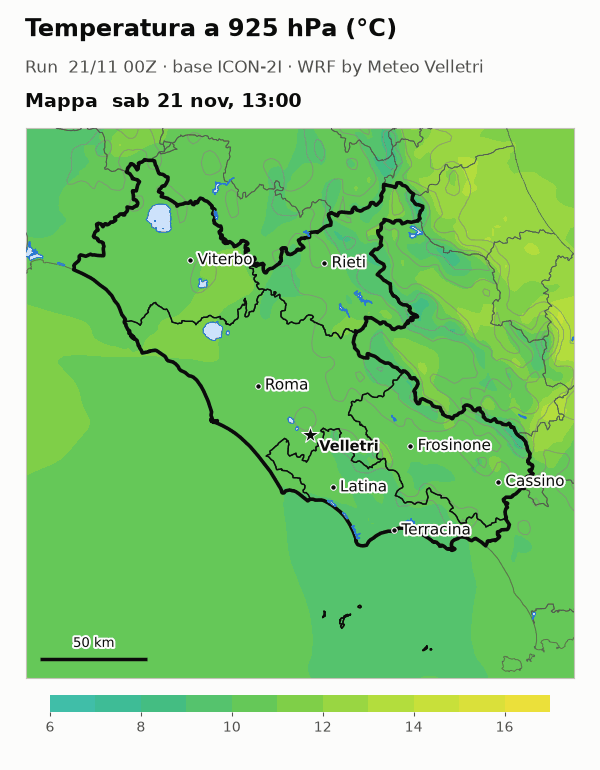 Temperatura a 925 hPa (°C)
Run  21/11 00Z · base ICON-2I · WRF by Meteo Velletri
Mappa  sab 21 nov, 13:00
Viterbo
Rieti
Roma
Velletri
Frosinone
Latina
Cassino
Terracina
50 km
6 8 10 12 14 16